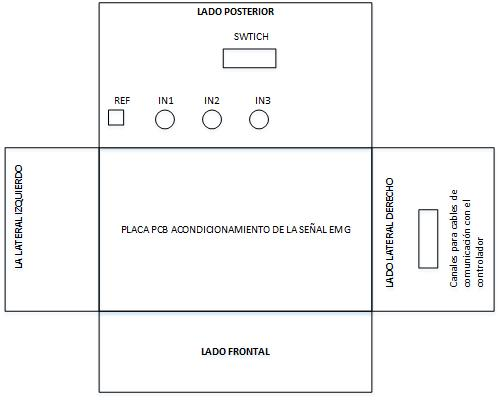 LADO POSTERIOR
SWTICH
REF IN1 IN2 IN3
LA LATERAL IZQUIERDO
PLACA PCB ACONDICIONAMIENTO DE LA SEÑAL EMG
LADO LATERAL DERECHO
Canales para cables de
comunicación con el
controlador
LADO FRONTAL